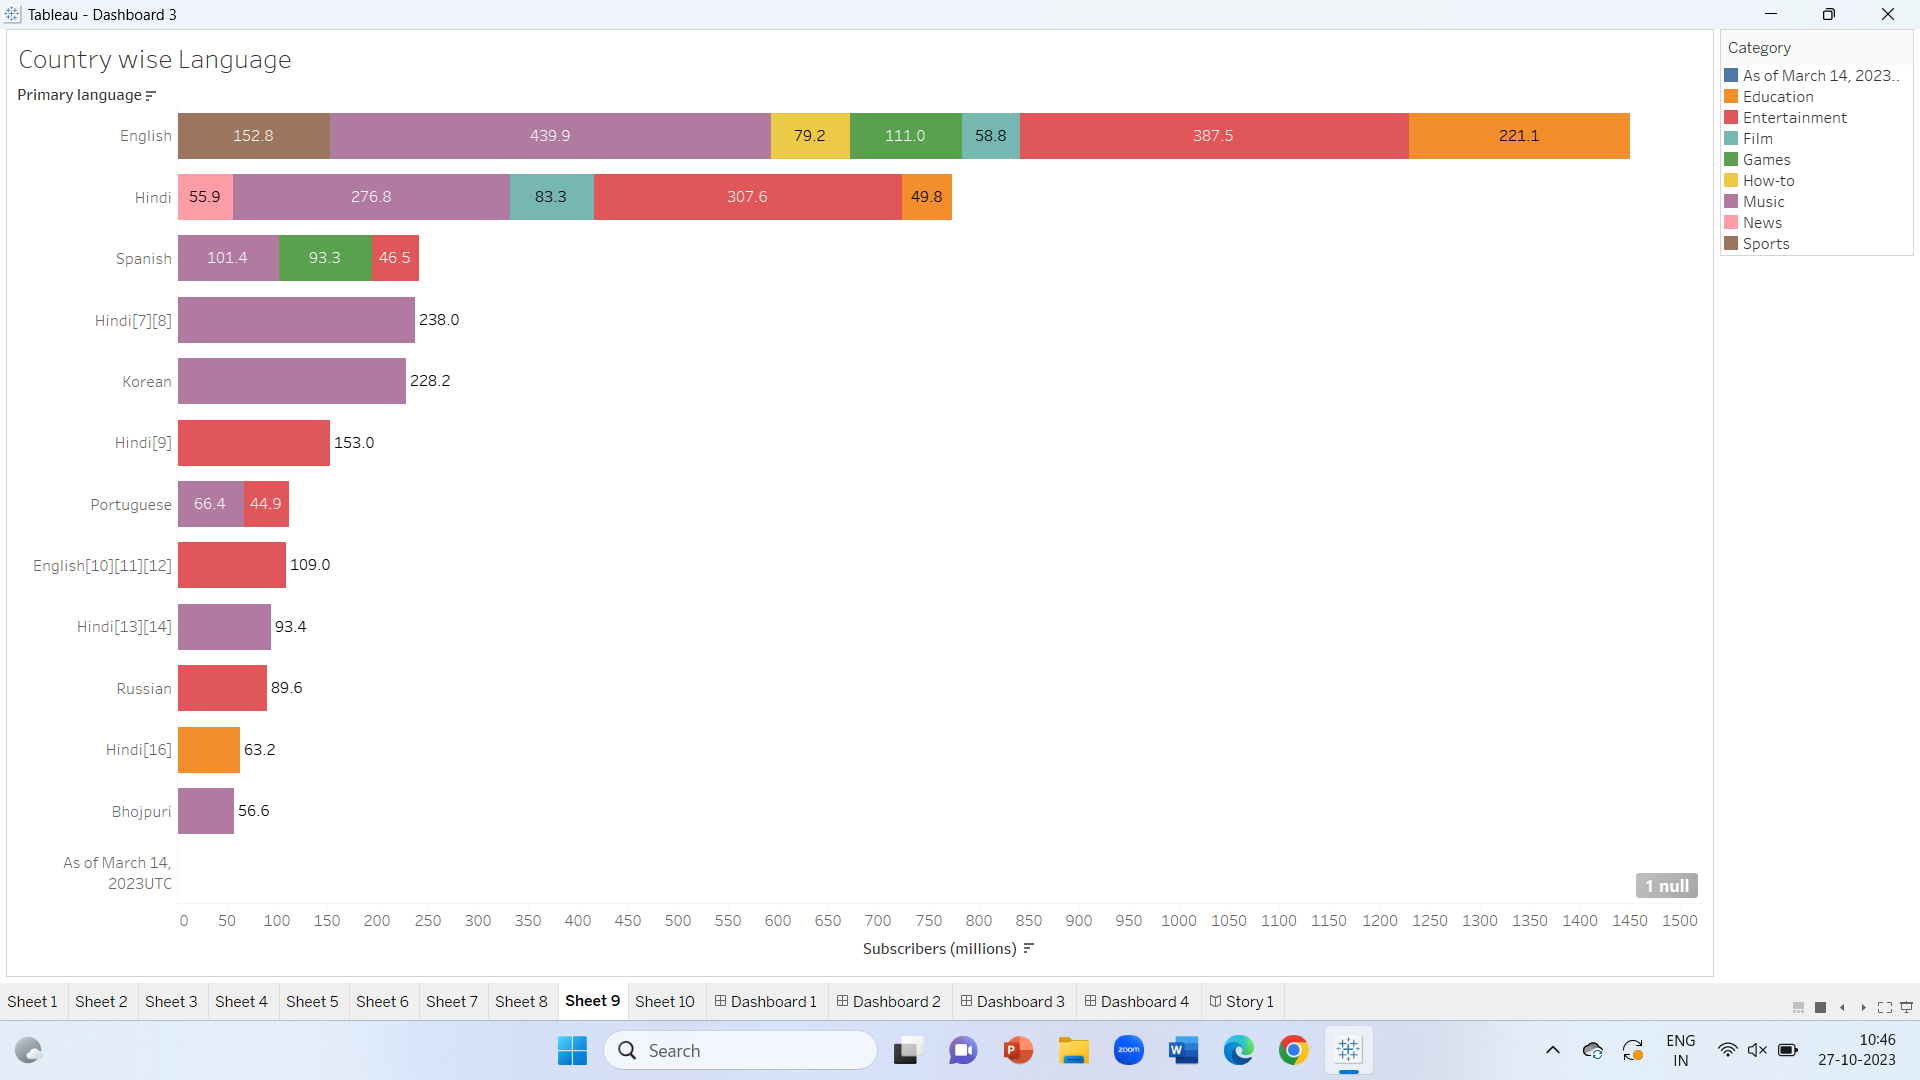 Tableau - Dashboard 3
Country wise Language
Primary language
English 152.8 439.9 79.2 111.0 58.8 387.5 221.1
Hindi 55.9 276.8 83.3 307.6 49.8
Spanish 101.4 93.3 46.5
Hindi[7][8] 238.0
Korean 228.2
Hindi[9] 153.0
Portuguese 66.4 44.9
English[10][11][12] 109.0
Hindi[13][14] 93.4
Russian 89.6
Hindi[16] 63.2
Bhojpuri 56.6
As of March 14,
2023UTC
1 null
0 50 100 150 200 250 300 350 400 450 500 550 600 650 700 750 800 850 900 950 1000 1050 1100 1150 1200 1250 1300 1350 1400 1450 1500
Subscribers (millions)
Category
As of March 14, 2023..
Education
Entertainment
Film
Games
How-to
Music
News
Sports
Sheet 1 Sheet 2 Sheet 3 Sheet 4 Sheet 5 Sheet 6 Sheet 7 Sheet 8 Sheet 9 Sheet 10 Dashboard 1 Dashboard 2 Dashboard 3 Dashboard 4 Story 1
Search
P
zoom
W
ENG
IN
10:46
27-10-2023